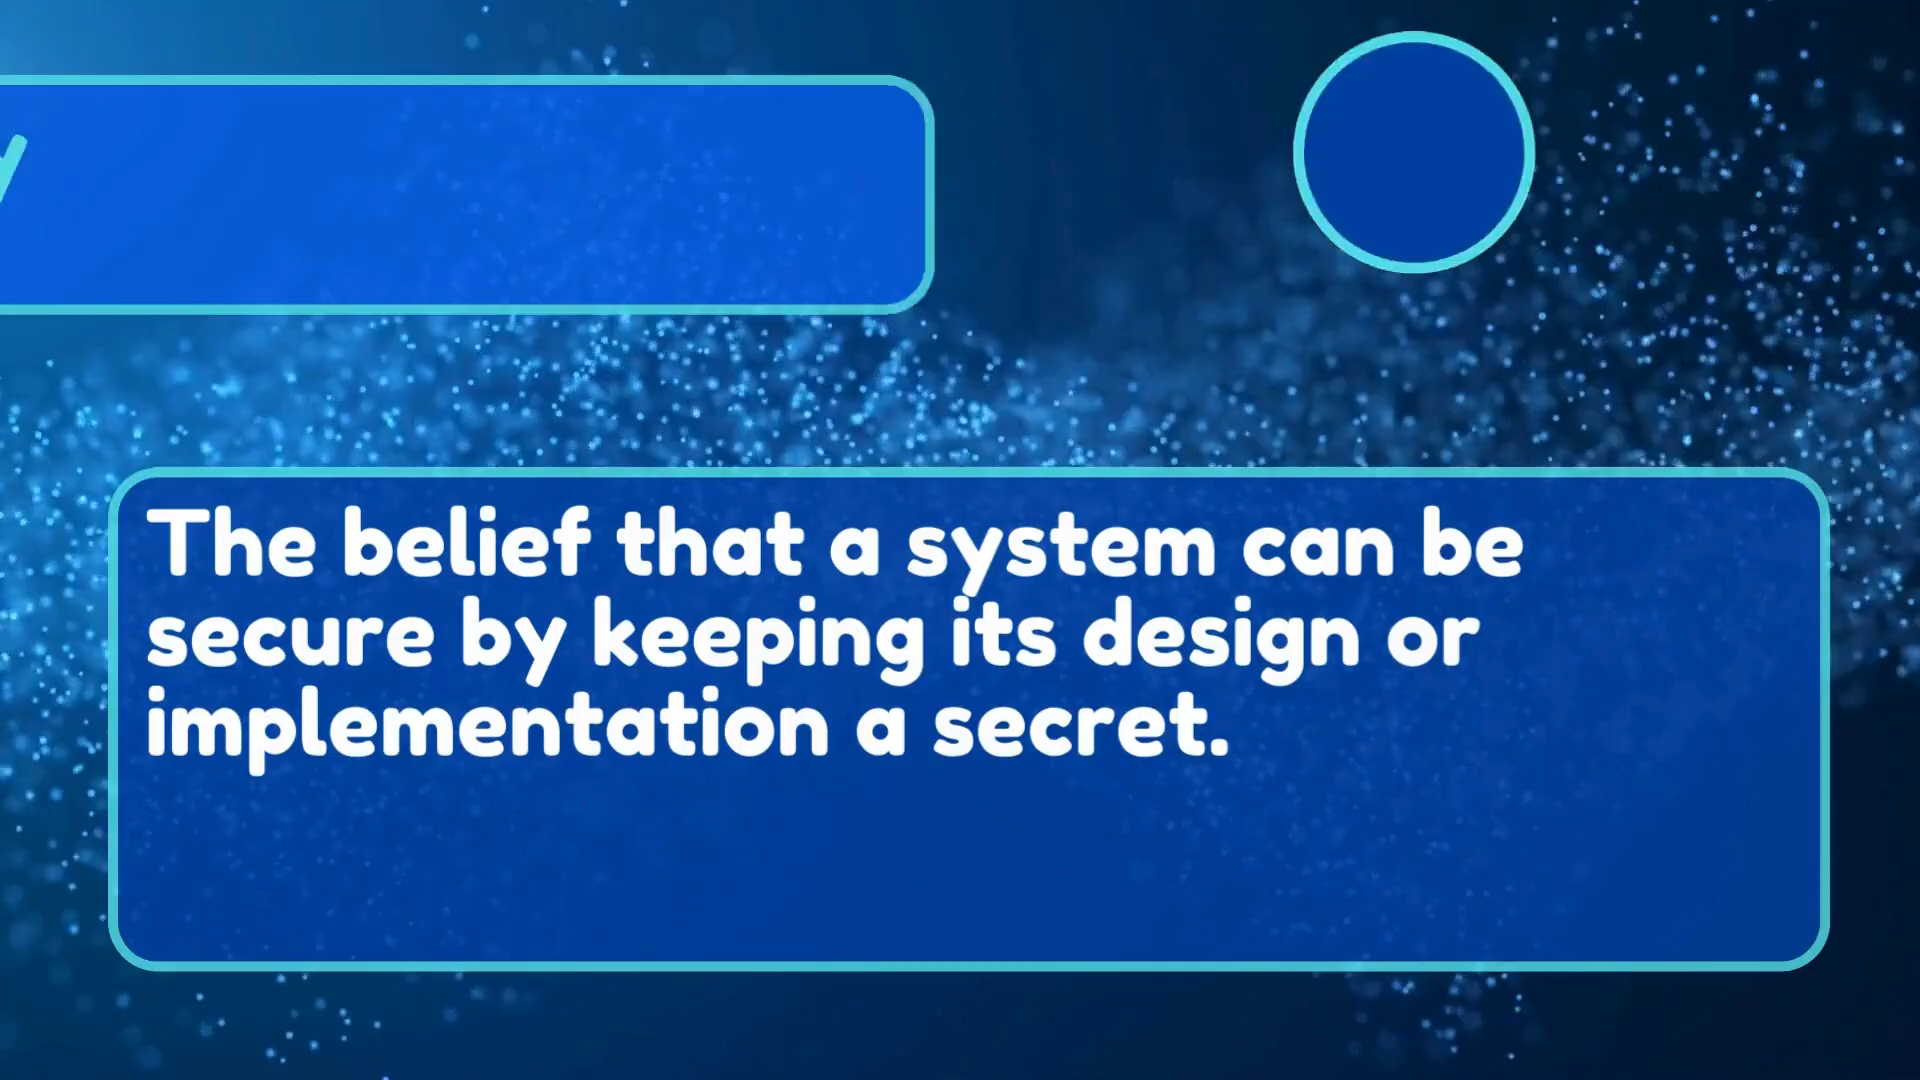 The belief that a system can be
secure by keeping its design or
implementation a secret.